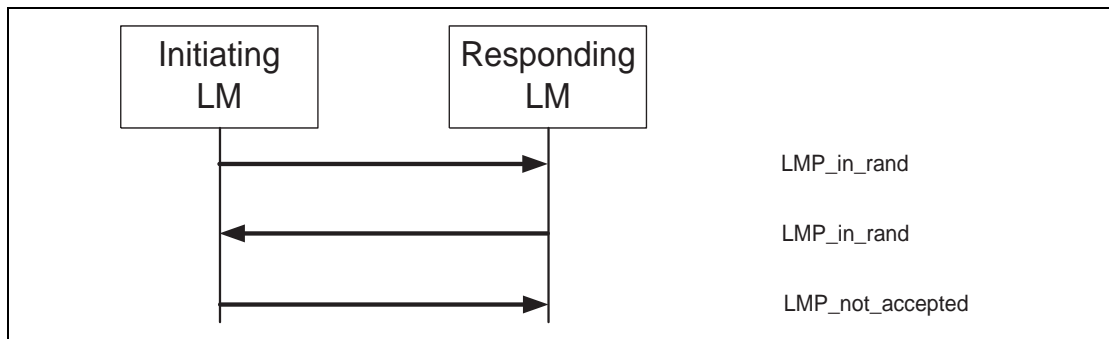 Initiating
LM
Responding
LM
LMP_in_rand
LMP_in_rand
LMP_not_accepted